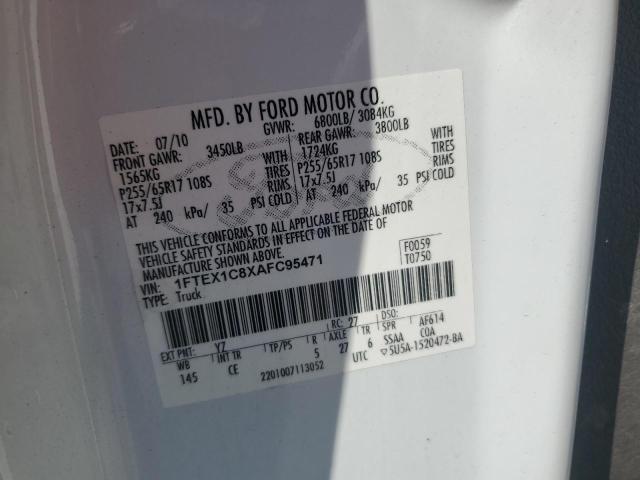 MFD. BY FORD MOTOR CO.
DATE: 07/10 GVWR: 6800LB/ 3084KG
FRONT GAWR: 3450LB REAR GAWR: 3800LB
1565KG WITH 1724KG WITH
P255/65R17 108S TIRES P255/65R17 108S TIRES
17x7.5J RIMS 17x7.5J RIMS
AT 240 kPa/ 35 PSI COLD AT 240 kPa/ 35 PSI COLD
THIS VEHICLE CONFORMS TO ALL APPLICABLE FEDERAL MOTOR
VEHICLE SAFETY STANDARDS IN EFFECT ON THE DATE OF
MANUFACTURE SHOWN ABOVE.
VIN: 1FTEX1C8XAFC95471 F0059
TYPE: Truck T0750
EXT PNT: YZ RC: 27 DSO:
WB INT TR TP/PS R AXLE TR SPR AF614
145 CE 5 27 6 SSAA COA
2201007113052 UTC 5U5A-1520472-BA